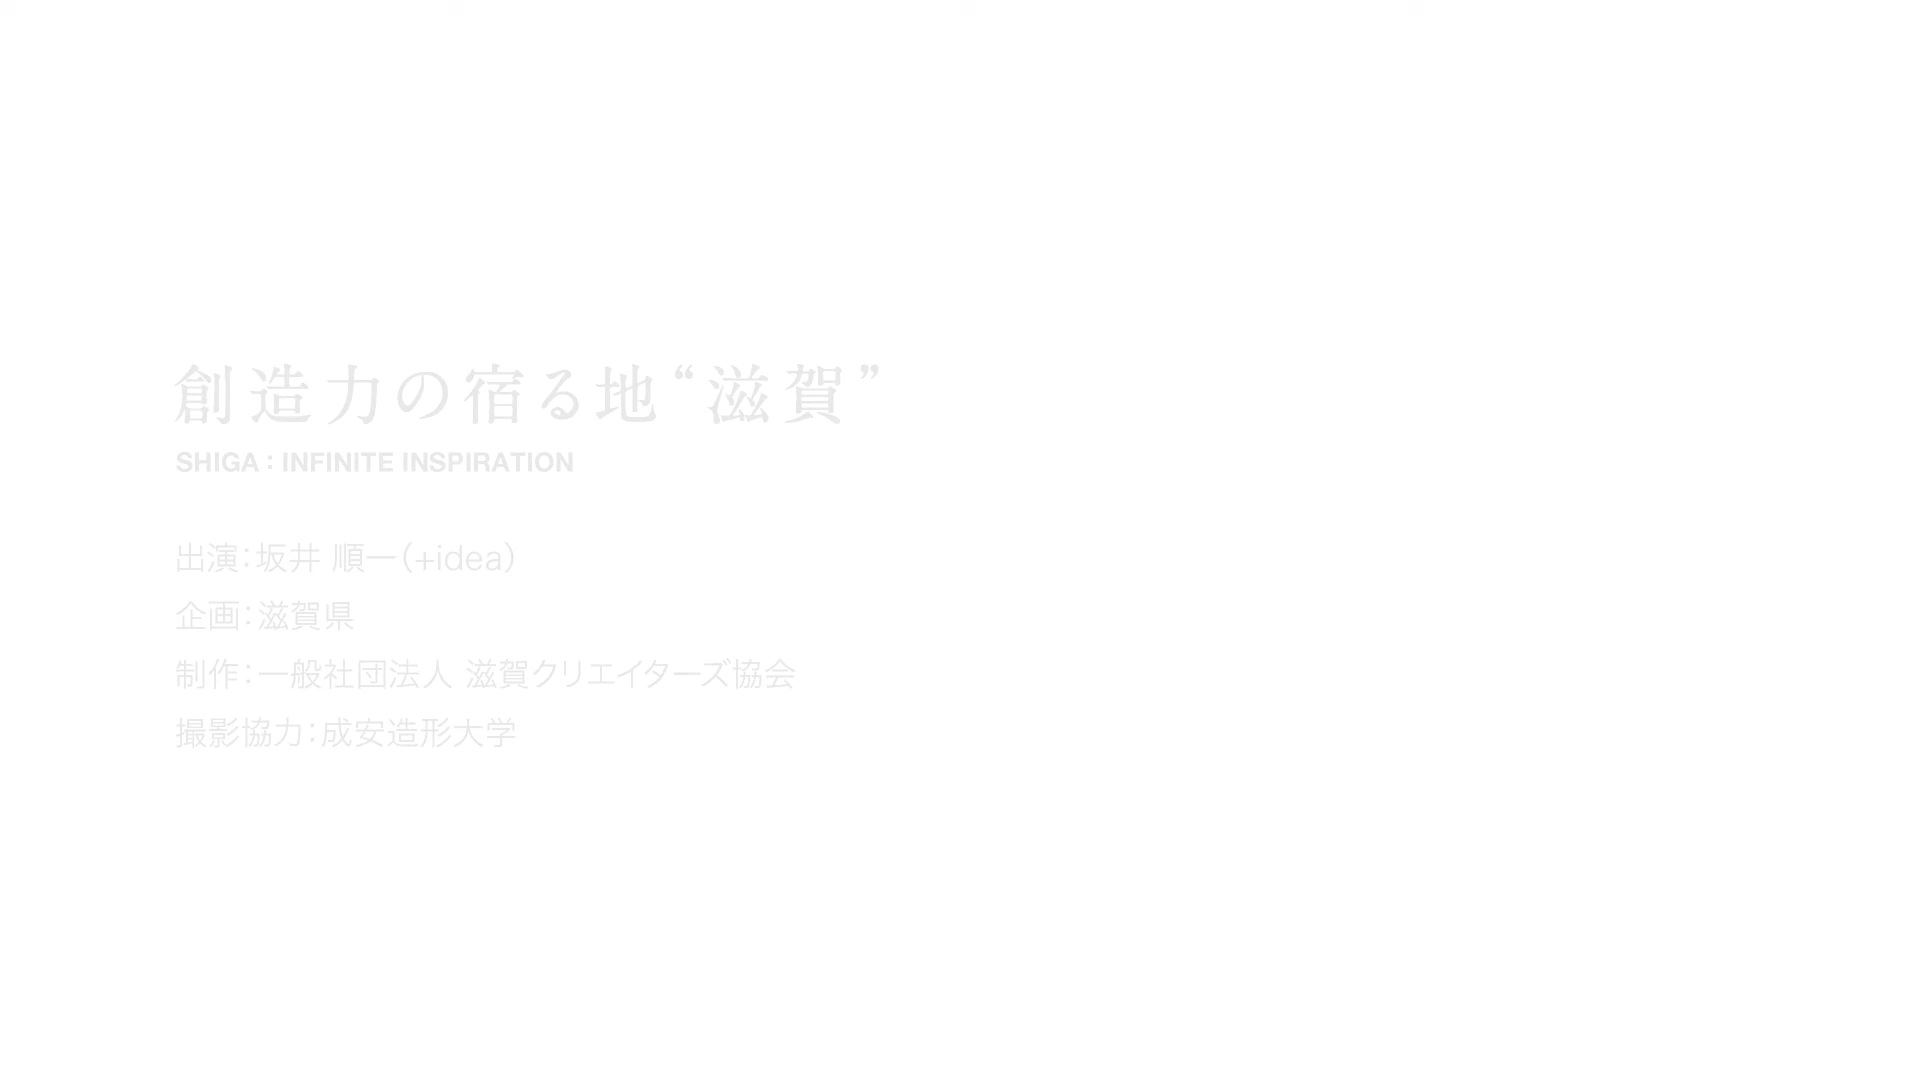 創造力の宿る地“滋賀”
SHIGA : INFINITE INSPIRATION
出演：坂井 順一（+idea）
企画：滋賀県
制作：一般社団法人 滋賀クリエイターズ協会
撮影協力：成安造形大学